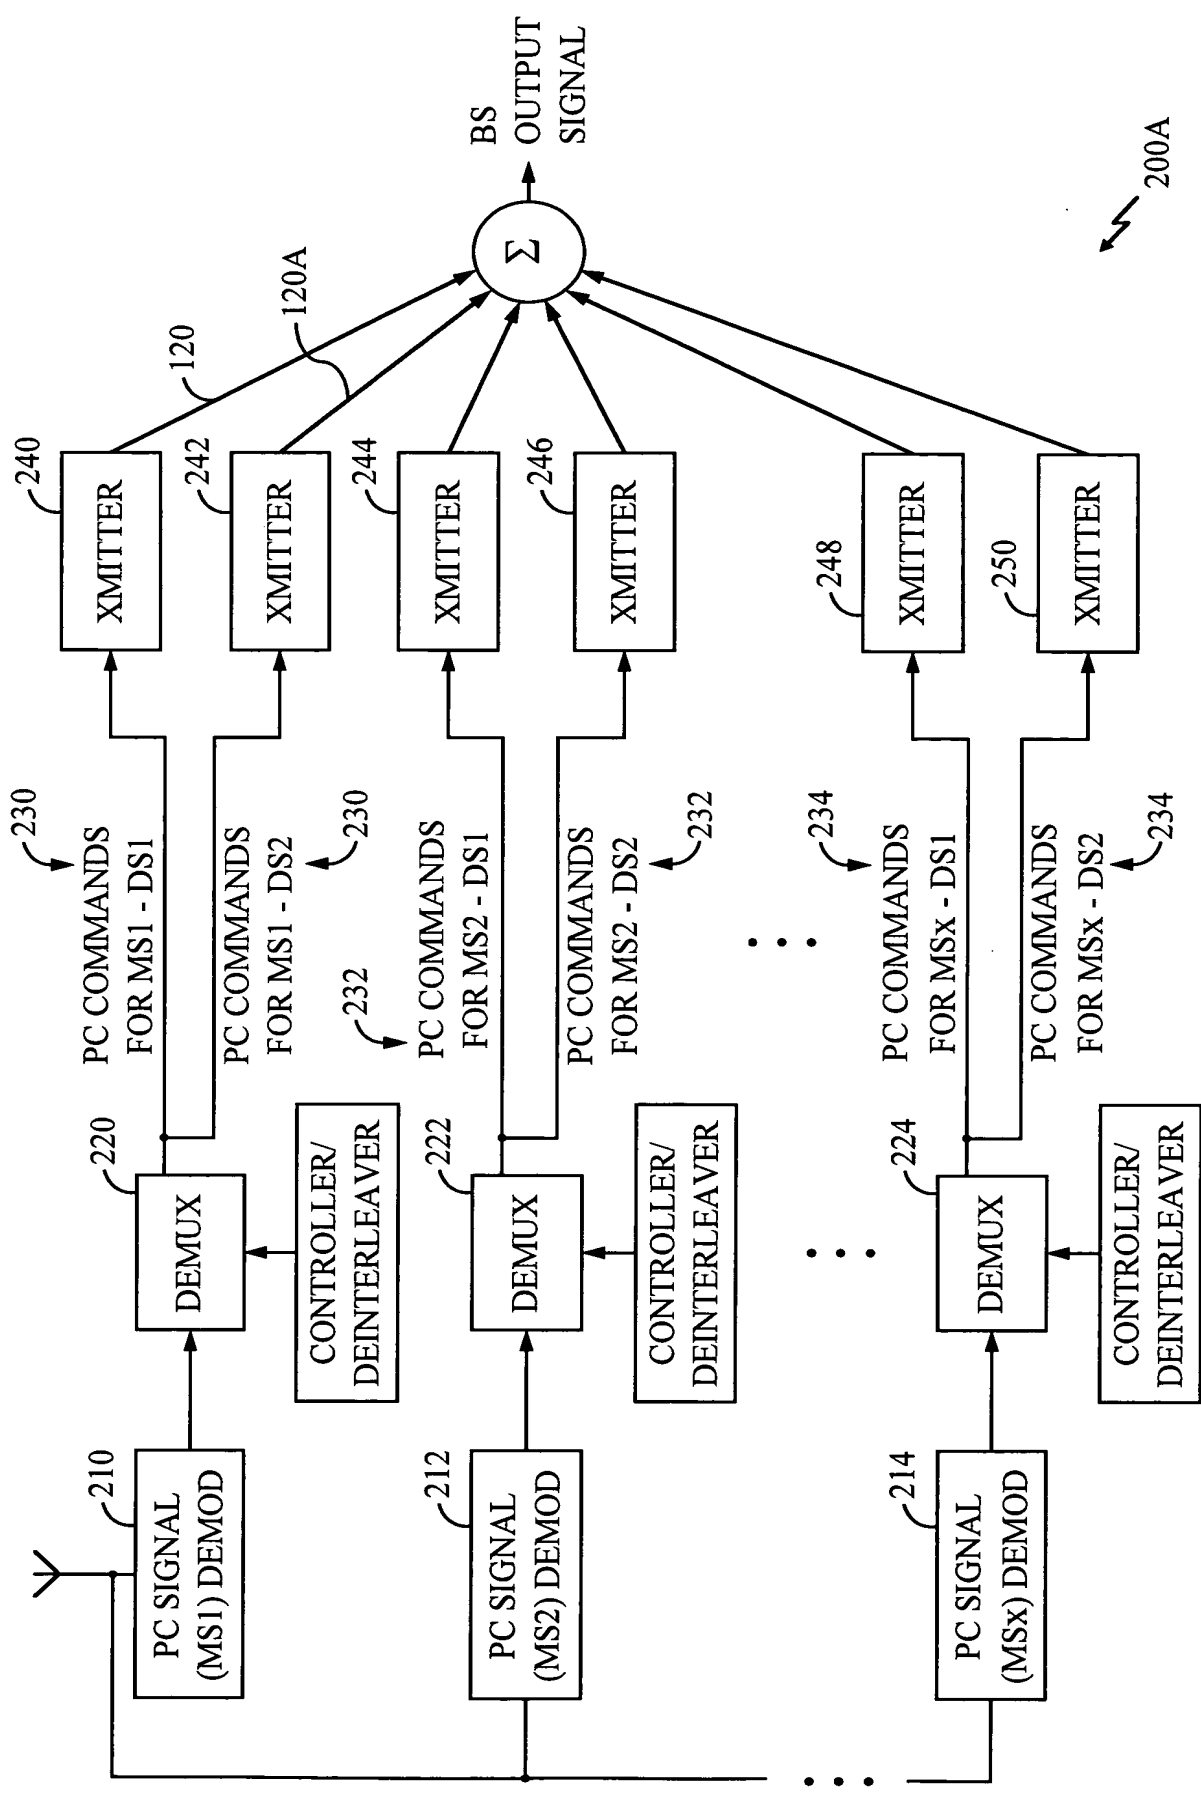 210
PC SIGNAL
(MS1) DEMOD
220
DEMUX
CONTROLLER/
DEINTERLEAVER
230
PC COMMANDS
FOR MS1 - DS1
PC COMMANDS
FOR MS1 - DS2
230
240
XMITTER
242
XMITTER
120
120A
212
PC SIGNAL
(MS2) DEMOD
222
DEMUX
CONTROLLER/
DEINTERLEAVER
232
PC COMMANDS
FOR MS2 - DS1
PC COMMANDS
FOR MS2 - DS2
232
244
XMITTER
246
XMITTER
Σ
BS
OUTPUT
SIGNAL
214
PC SIGNAL
(MSx) DEMOD
224
DEMUX
CONTROLLER/
DEINTERLEAVER
234
PC COMMANDS
FOR MSx - DS1
PC COMMANDS
FOR MSx - DS2
234
248
XMITTER
250
XMITTER
200A